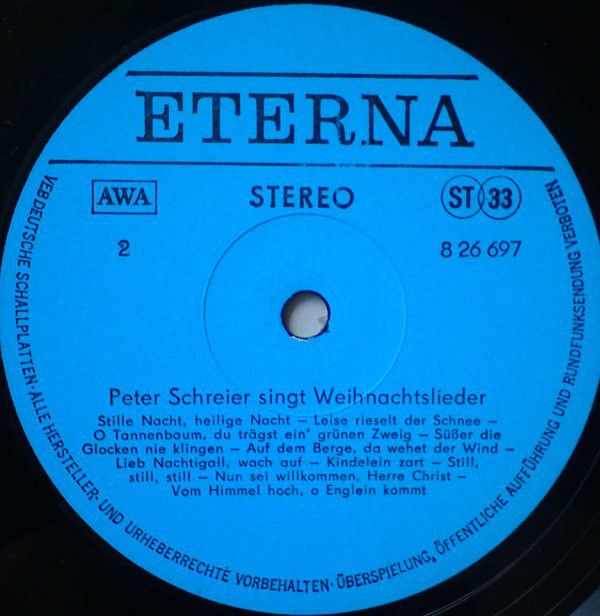 ETERNA
AWA
STEREO
ST 33
2
8 26 697
Peter Schreier singt Weihnachtslieder
Stille Nacht, heilige Nacht – Leise rieselt der Schnee –
O Tannenbaum, du trägst ein' grünen Zweig – Süßer die
Glocken nie klingen – Auf dem Berge, da wehet der Wind –
Lieb Nachtigall, wach auf – Kindelein zart – Still,
still, still – Nun sei willkommen, Herre Christ –
Vom Himmel hoch, o Englein kommt
VEB DEUTSCHE SCHALLPLATTEN · ALLE HERSTELLER- UND URHEBERRECHTE VORBEHALTEN · ÜBERSPIELUNG, ÖFFENTLICHE AUFFÜHRUNG UND RUNDFUNKSENDUNG VERBOTEN